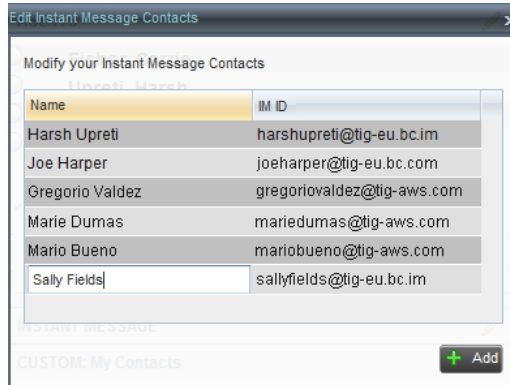 Edit Instant Message Contacts
Modify your Instant Message Contacts
Upreti, Harsh
Name IM ID
Harsh Upreti harshupreti@tig-eu.bc.im
Joe Harper joeharper@tig-eu.bc.com
Gregorio Valdez gregoriovaldez@tig-aws.com
Marie Dumas mariedumas@tig-aws.com
Mario Bueno mariobueno@tig-aws.com
Sally Fields sallyfields@tig-eu.bc.im
INSTANT MESSAGE
CUSTOM: My Contacts
Add